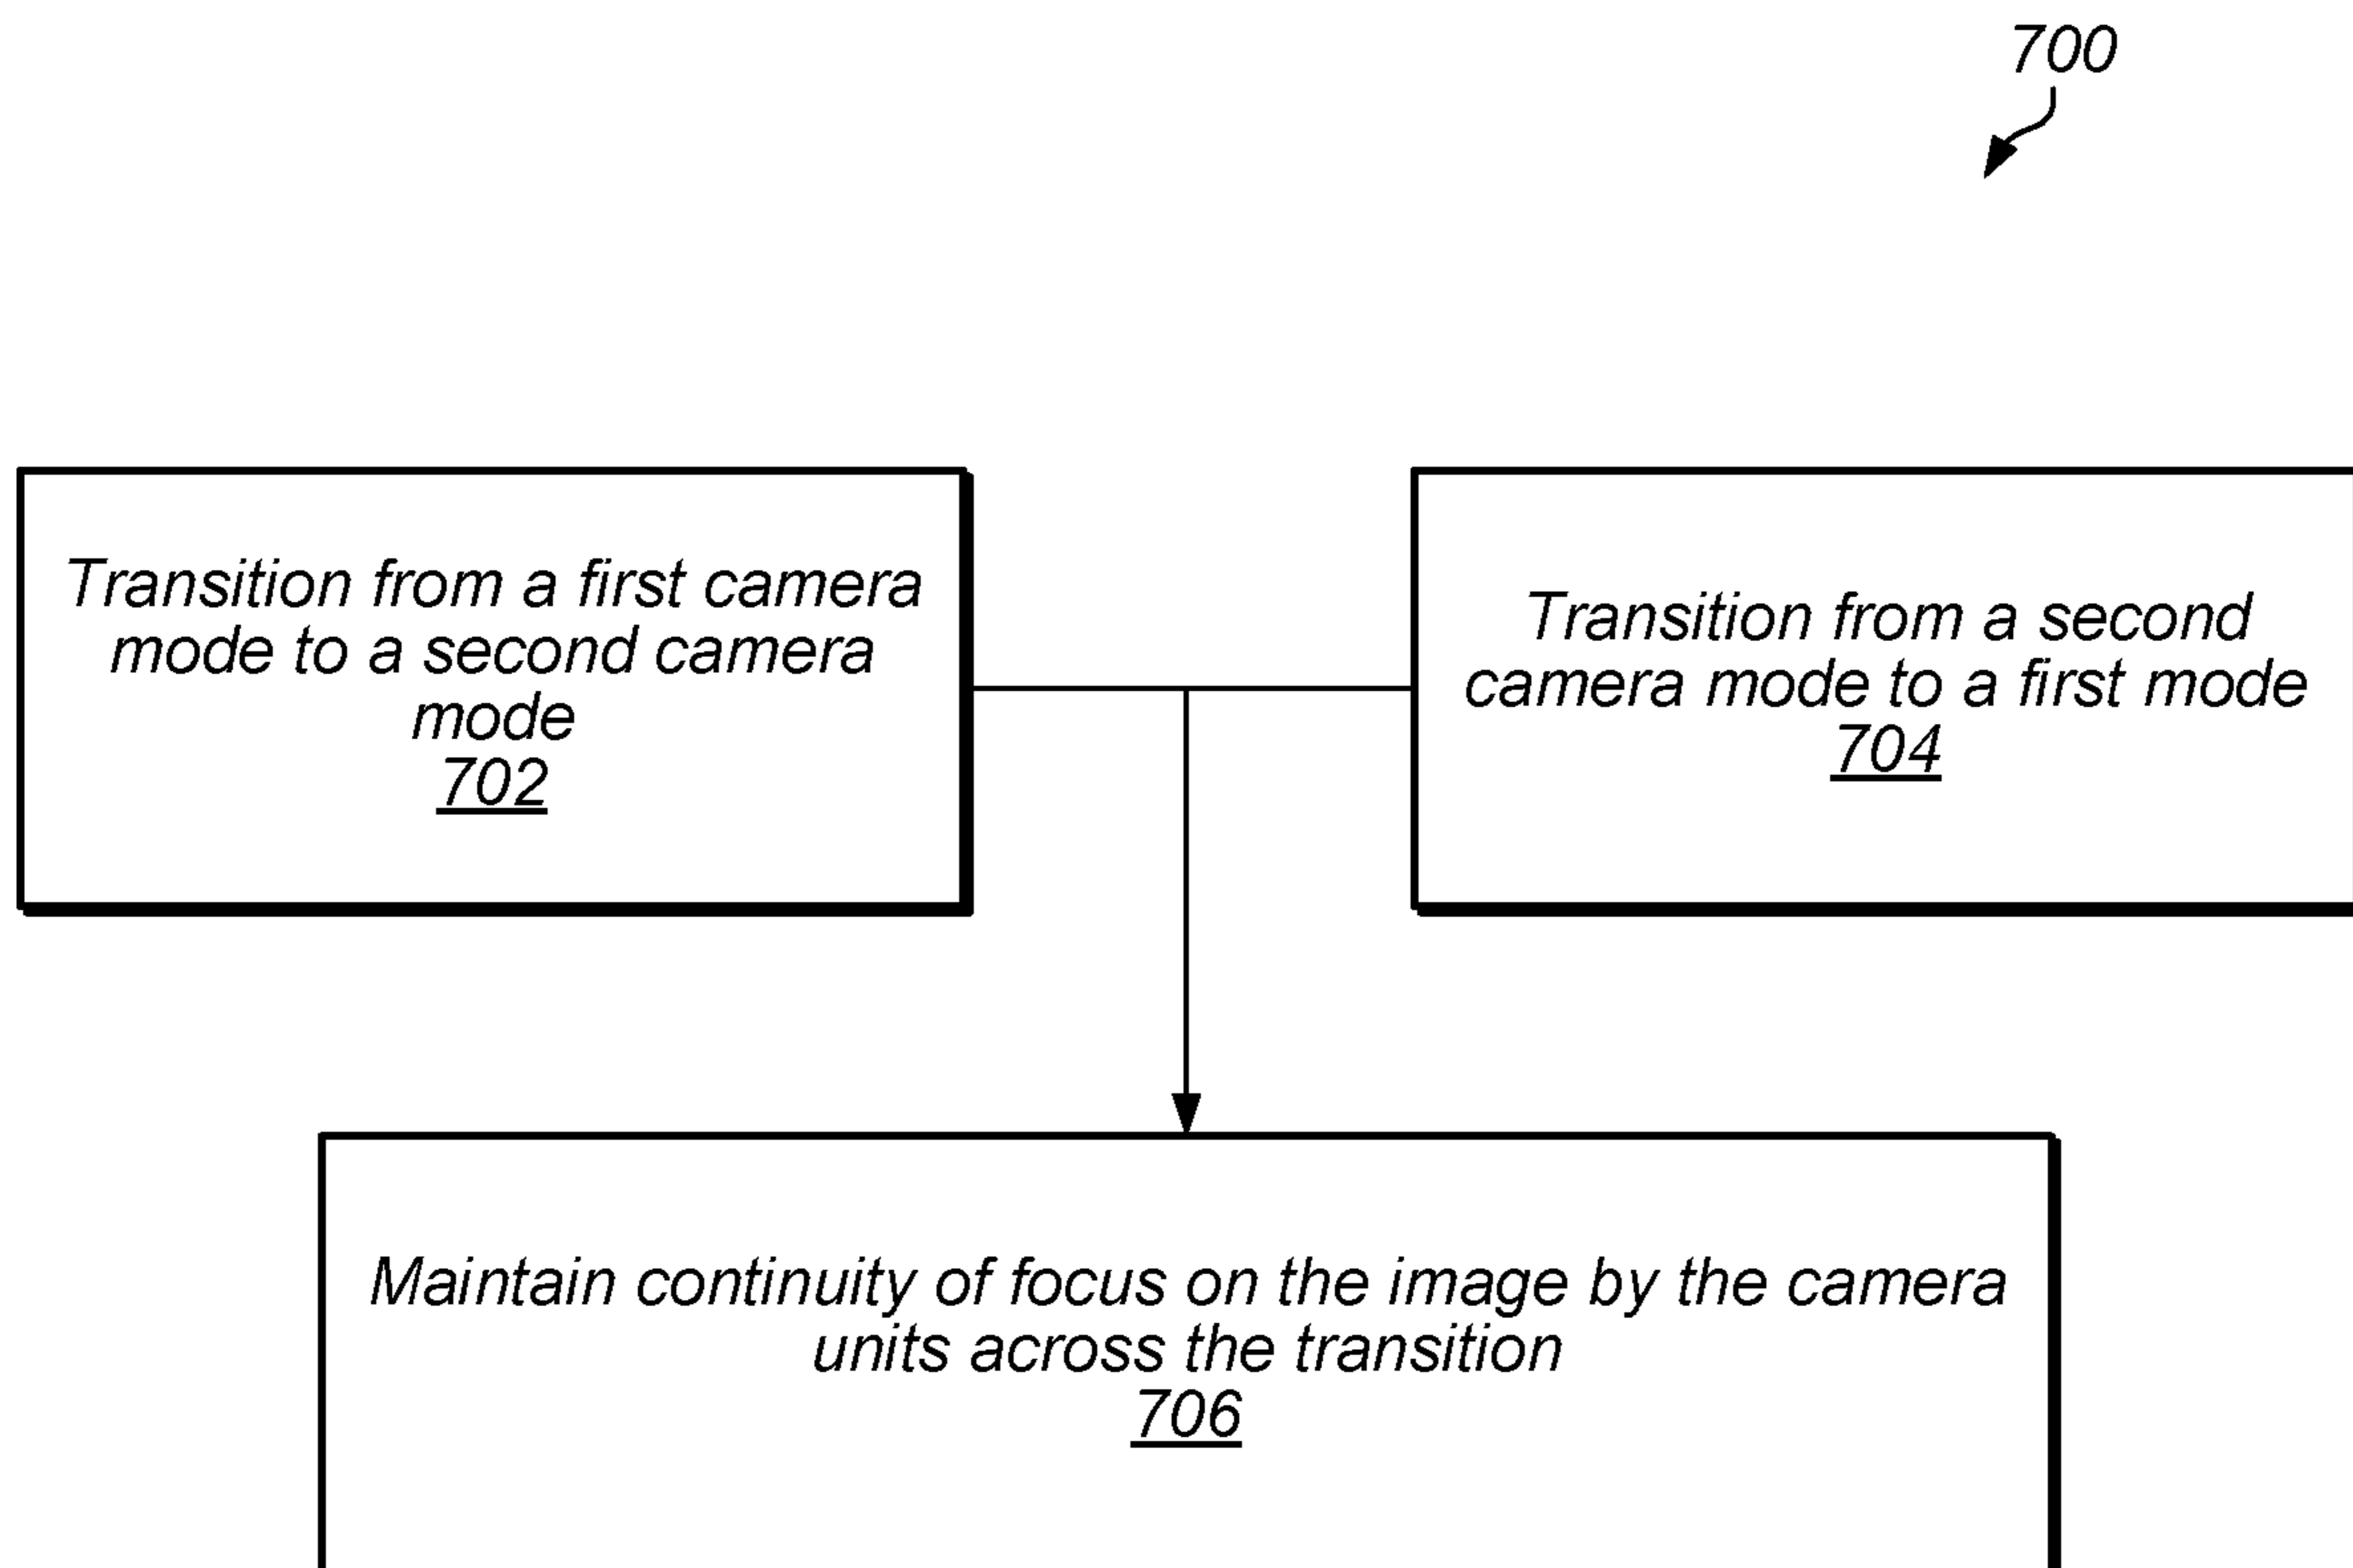 700
Transition from a first camera
mode to a second camera
mode
702
Transition from a second
camera mode to a first mode
704
Maintain continuity of focus on the image by the camera
units across the transition
706